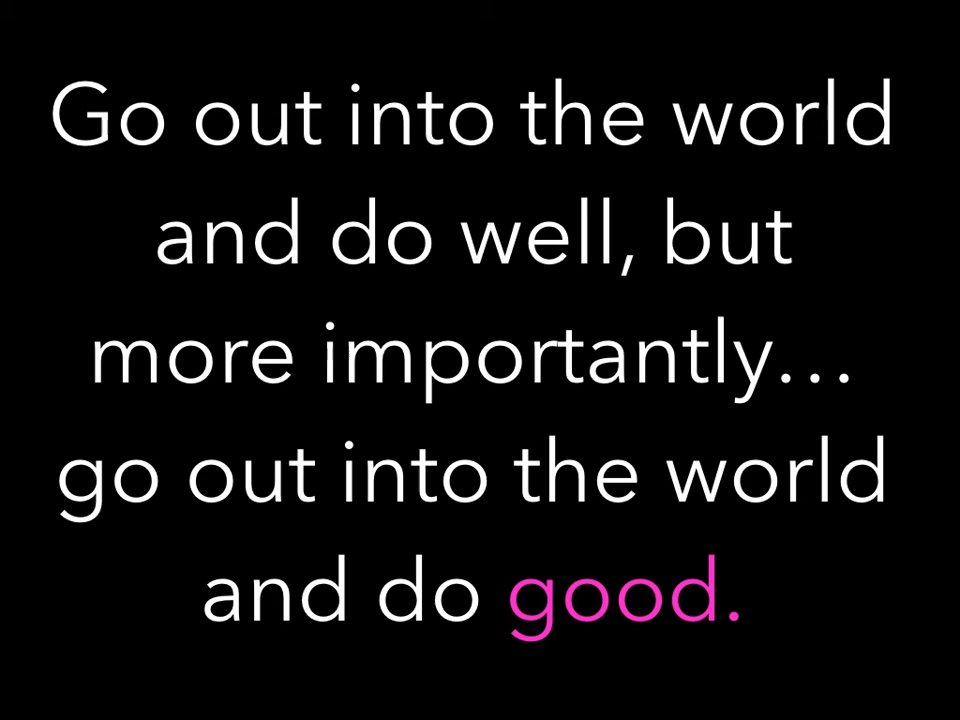 Go out into the world
and do well, but
more importantly…
go out into the world
and do good.